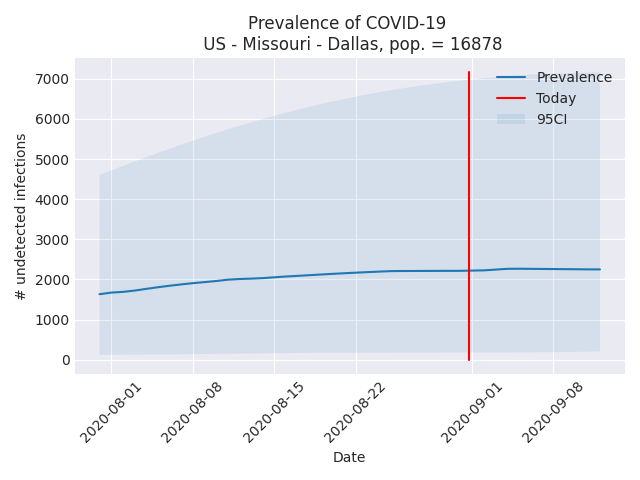 Prevalence of COVID-19
US - Missouri - Dallas, pop. = 16878
Prevalence
Today
95CI
7000
6000
5000
4000
3000
2000
1000
0
# undetected infections
2020-08-01
2020-08-08
2020-08-15
2020-08-22
2020-09-01
2020-09-08
Date